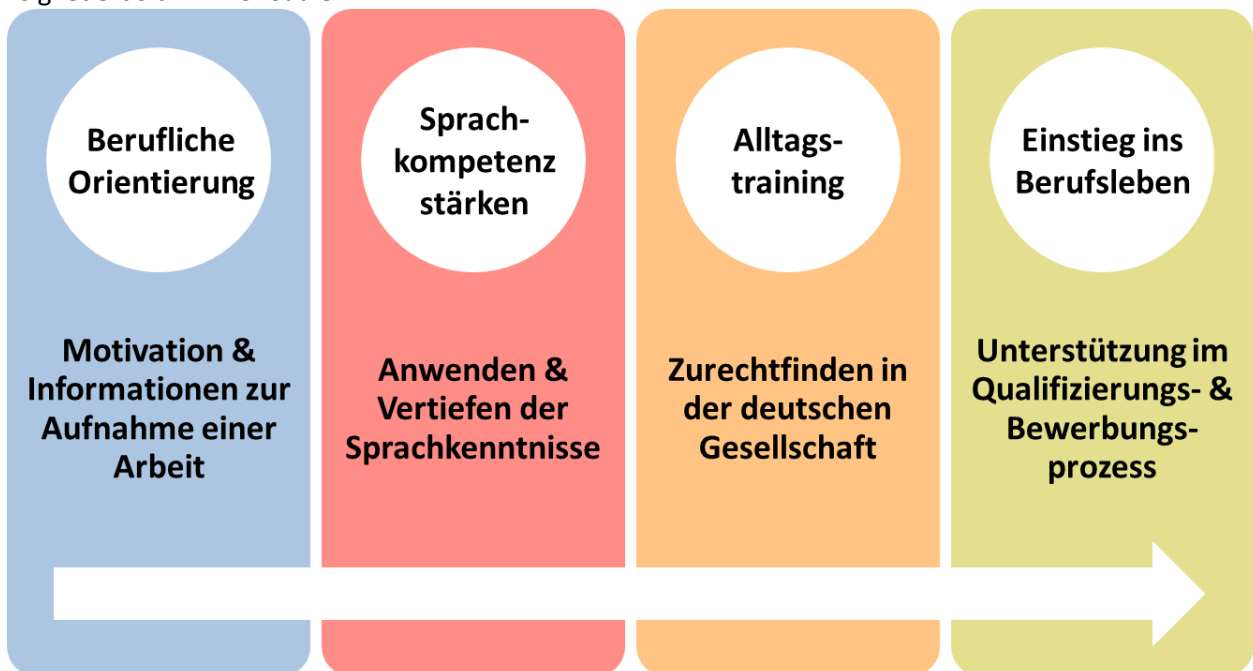 Berufliche
Orientierung
Motivation &
Informationen zur
Aufnahme einer
Arbeit
Sprach-
kompetenz
stärken
Anwenden &
Vertiefen der
Sprachkenntnisse
Alltags-
training
Zurechtfinden in
der deutschen
Gesellschaft
Einstieg ins
Berufsleben
Unterstützung im
Qualifizierungs- &
Bewerbungs-
prozess